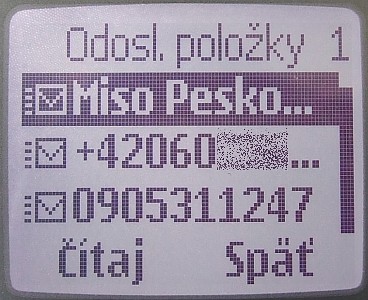 Odosl. položky 1
Miso Pesko...
+42060...
0905311247
Čítaj Späť